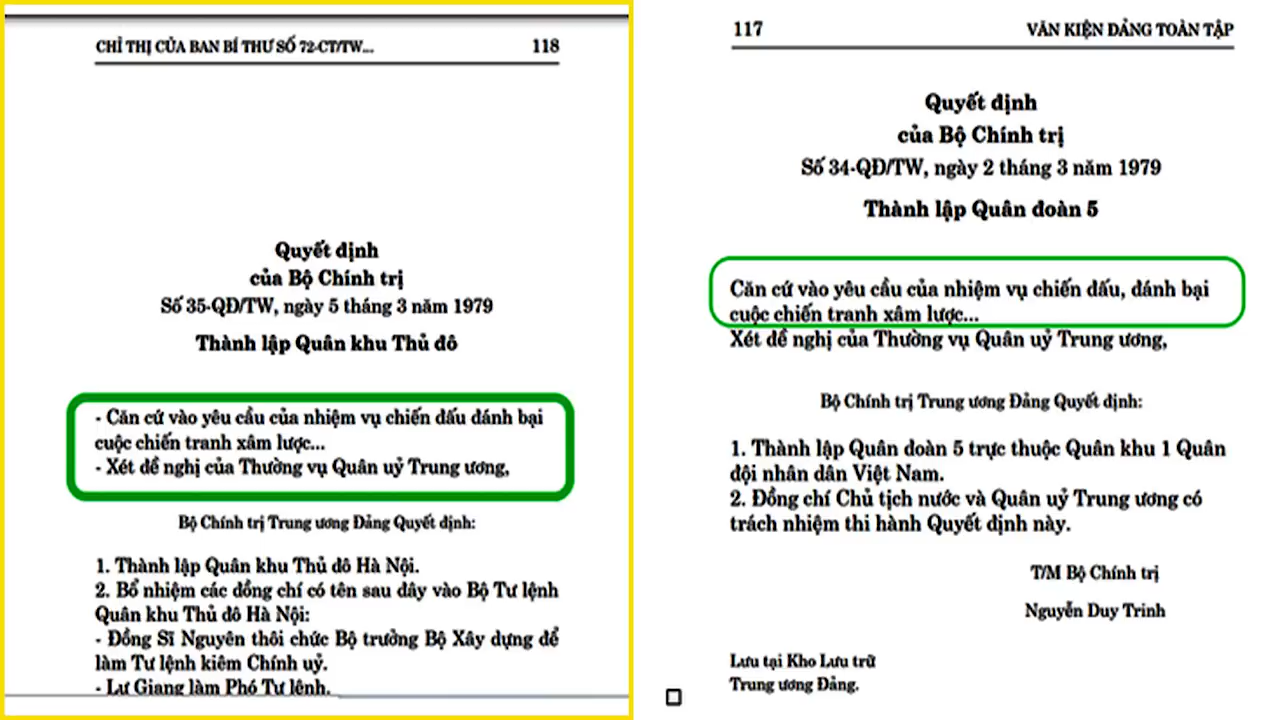 CHỈ THỊ CỦA BAN BÍ THƯ SỐ 72-CT/TW...
118
Quyết định
của Bộ Chính trị
Số 35-QĐ/TW, ngày 5 tháng 3 năm 1979
Thành lập Quân khu Thủ đô
- Căn cứ vào yêu cầu của nhiệm vụ chiến đấu đánh bại
cuộc chiến tranh xâm lược...
- Xét đề nghị của Thường vụ Quân uỷ Trung ương,
Bộ Chính trị Trung ương Đảng Quyết định:
1. Thành lập Quân khu Thủ đô Hà Nội.
2. Bổ nhiệm các đồng chí có tên sau đây vào Bộ Tư lệnh
Quân khu Thủ đô Hà Nội:
- Đồng Sĩ Nguyên thôi chức Bộ trưởng Bộ Xây dựng để
làm Tư lệnh kiêm Chính uỷ.
- Lư Giang làm Phó Tư lệnh.
117
VĂN KIỆN ĐẢNG TOÀN TẬP
Quyết định
của Bộ Chính trị
Số 34-QĐ/TW, ngày 2 tháng 3 năm 1979
Thành lập Quân đoàn 5
Căn cứ vào yêu cầu của nhiệm vụ chiến đấu, đánh bại
cuộc chiến tranh xâm lược...
Xét đề nghị của Thường vụ Quân uỷ Trung ương,
Bộ Chính trị Trung ương Đảng Quyết định:
1. Thành lập Quân đoàn 5 trực thuộc Quân khu 1 Quân
đội nhân dân Việt Nam.
2. Đồng chí Chủ tịch nước và Quân uỷ Trung ương có
trách nhiệm thi hành Quyết định này.
T/M Bộ Chính trị
Nguyễn Duy Trinh
Lưu tại Kho Lưu trữ
Trung ương Đảng.